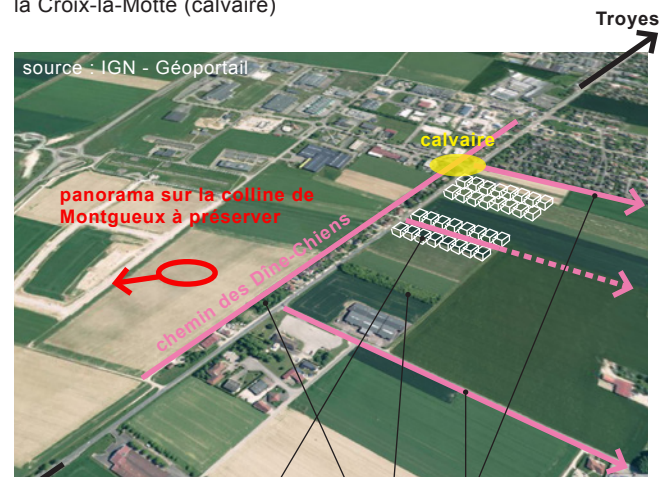 la Croix-la-Motte (calvaire)
Troyes
source : IGN - Géoportail
calvaire
panorama sur la colline de
Montgueux à préserver
chemin des Dîne-Chiens